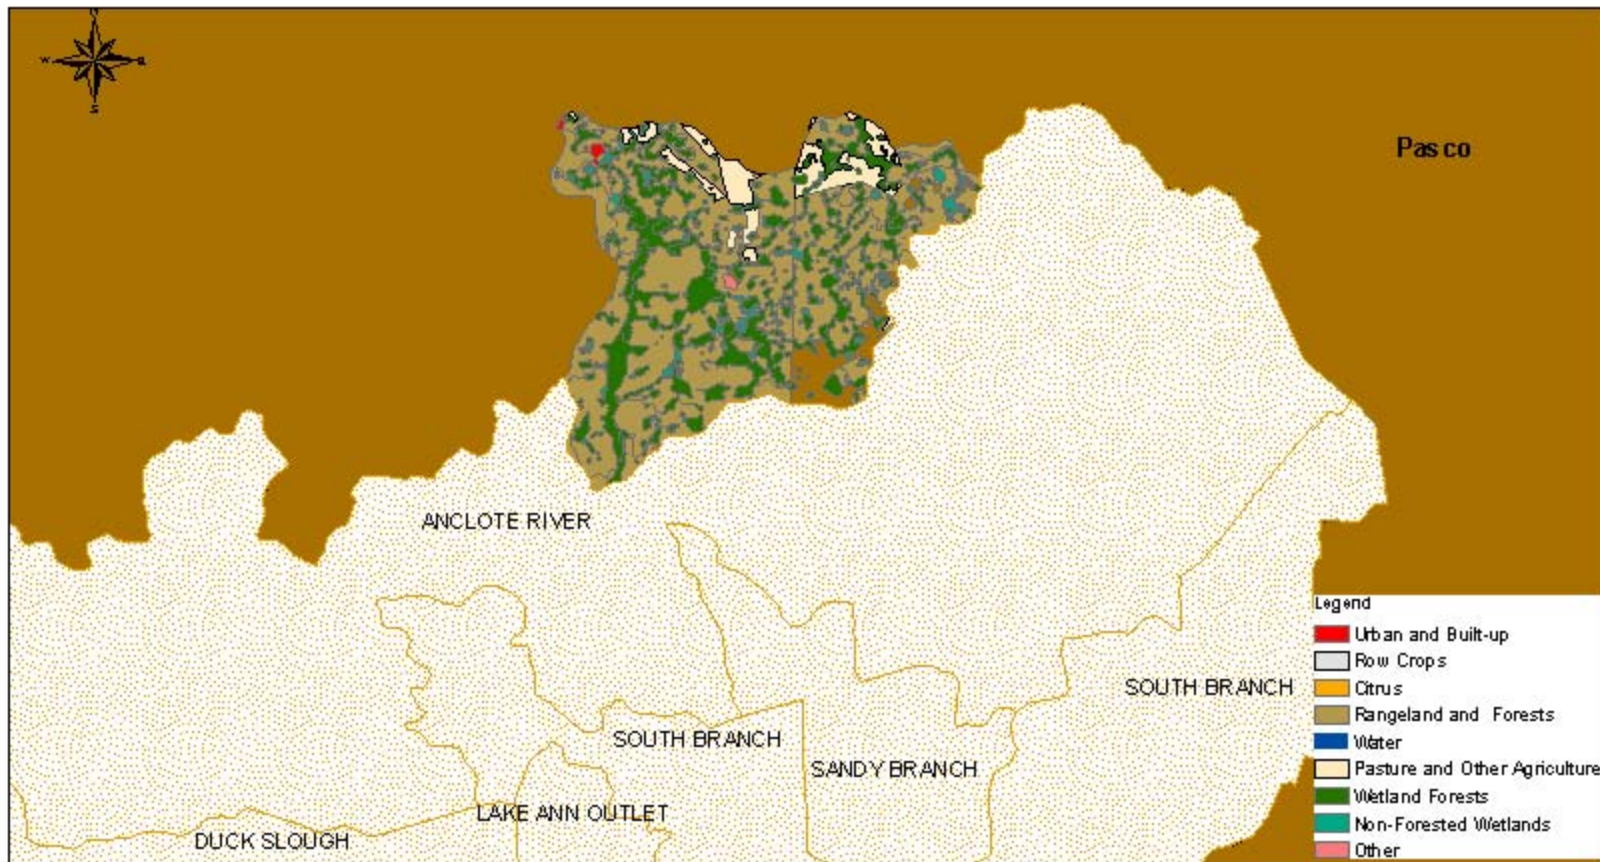 W
S
Pasco
ANCLOTE RIVER
SOUTH BRANCH
SOUTH BRANCH
SANDY BRANCH
LAKE ANN OUTLET
DUCK SLOUGH
Legend
Urban and Built-up
Row Crops
Citrus
Rangeland and Forests
Water
Pasture and Other Agriculture
Wetland Forests
Non-Forested Wetlands
Other